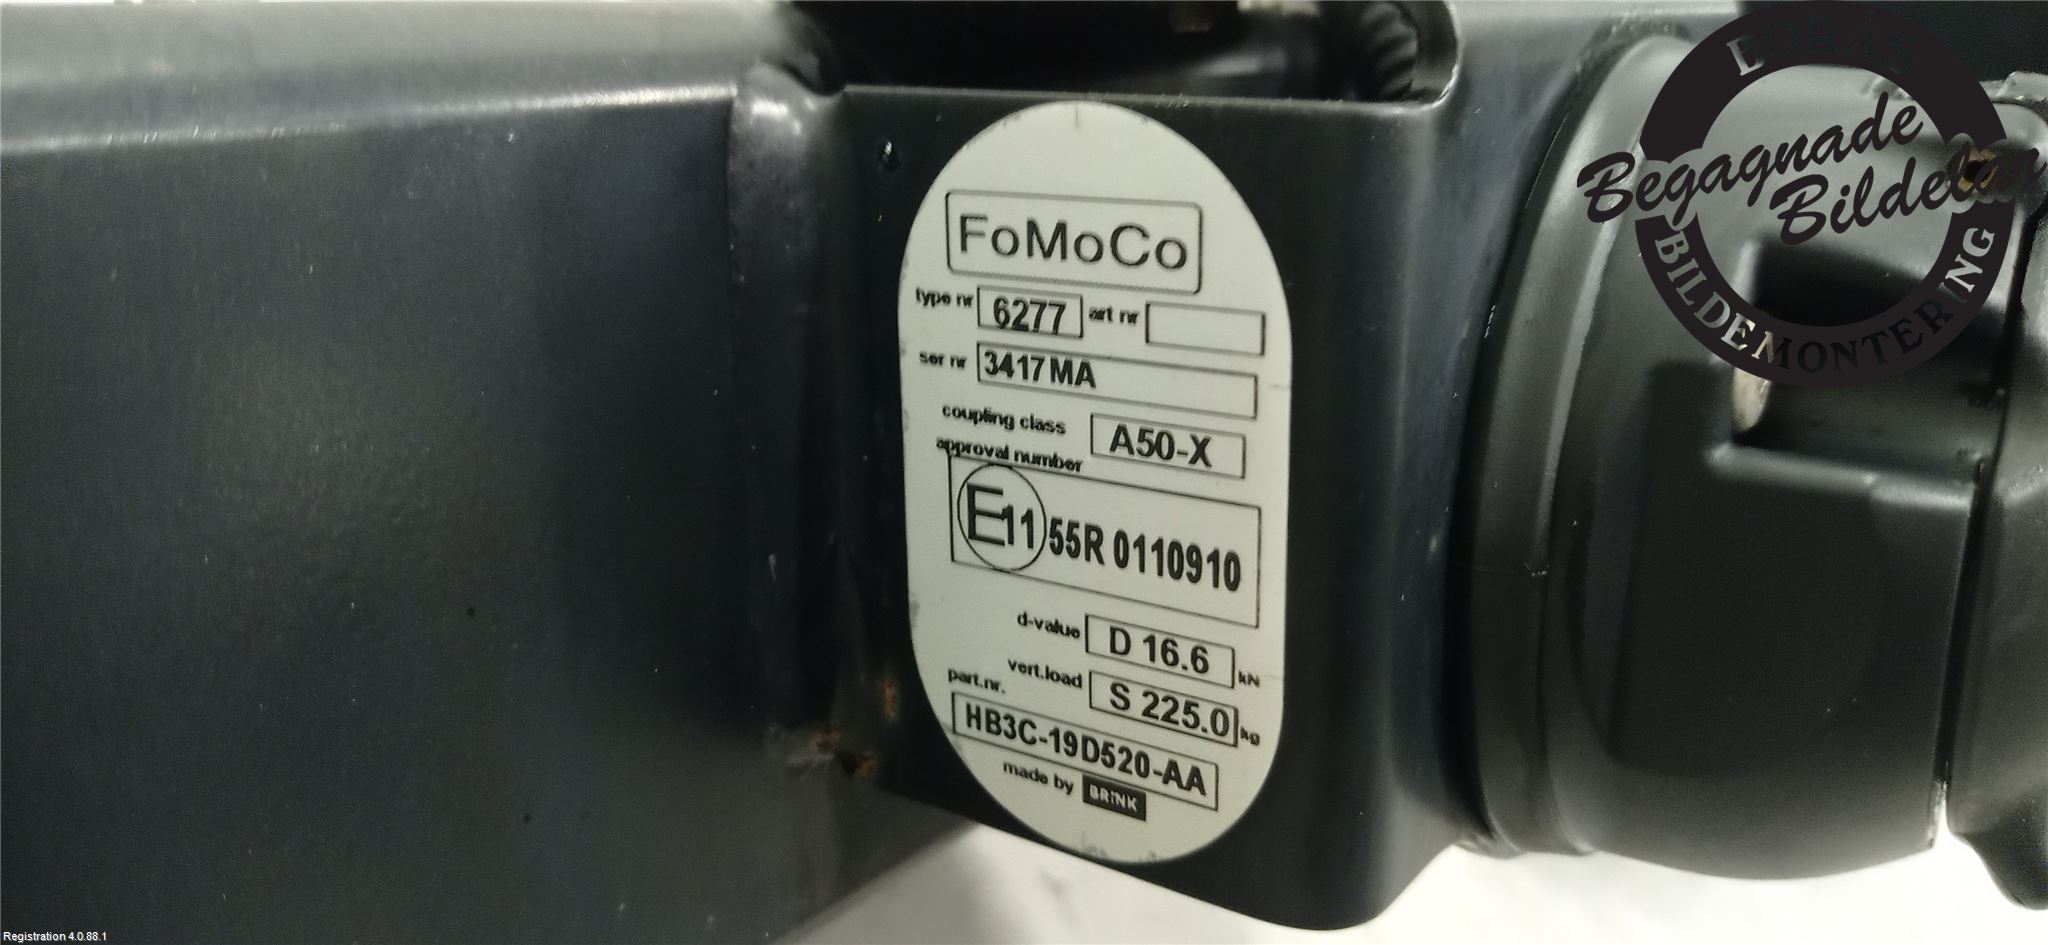 FoMoCo
type nr 6277 art nr
ser nr 3417MA
coupling class A50-X
approval number
E11 55R 0110910
d-value D 16.6 kN
vert.load S 225.0 kg
part.nr.
HB3C-19D520-AA
made by BRINK
BORÅS
Begagnade
Bildelar
BILDEMONTERING
Registration 4.0.88.1